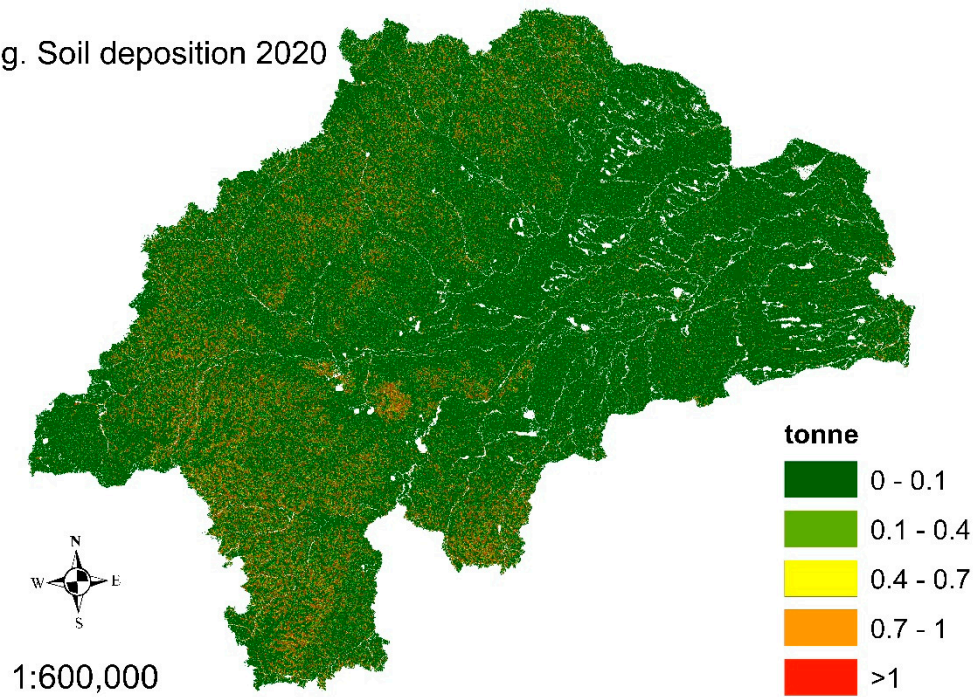 g. Soil deposition 2020
tonne
0 - 0.1
0.1 - 0.4
0.4 - 0.7
0.7 - 1
>1
N
W E
S
1:600,000